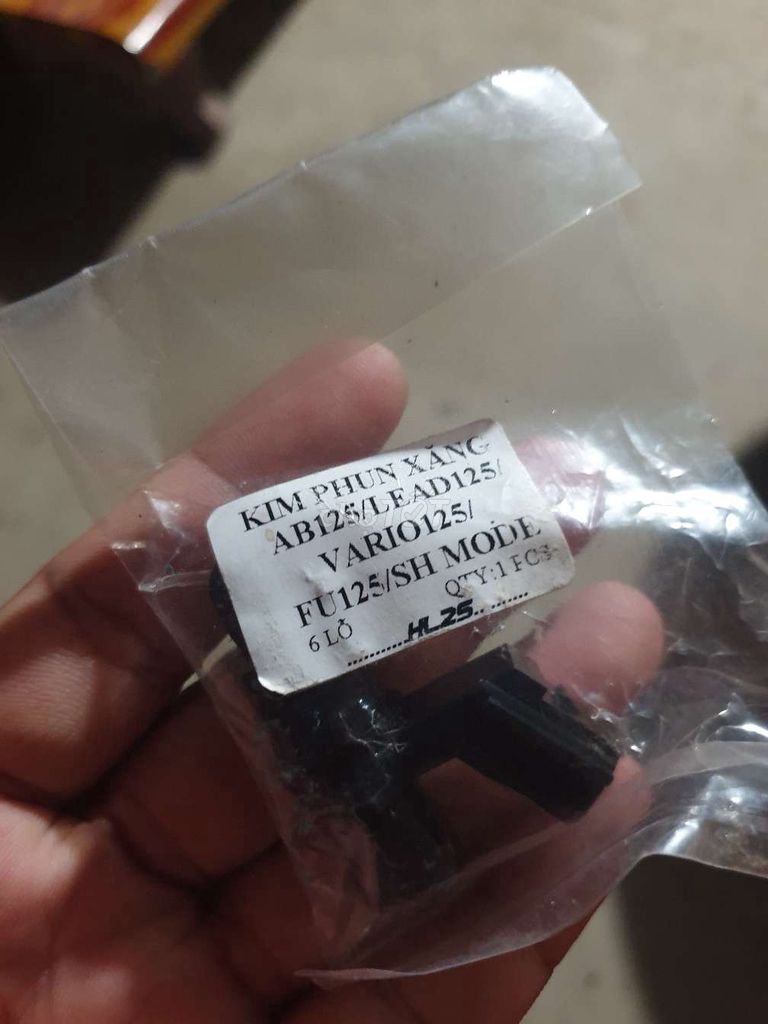 KIM PHUN XĂNG
AB125/LEAD125/
VARIO125/
FU125/SH MODE
QTY:1 PCS
6 LỖ
..........HL25.........